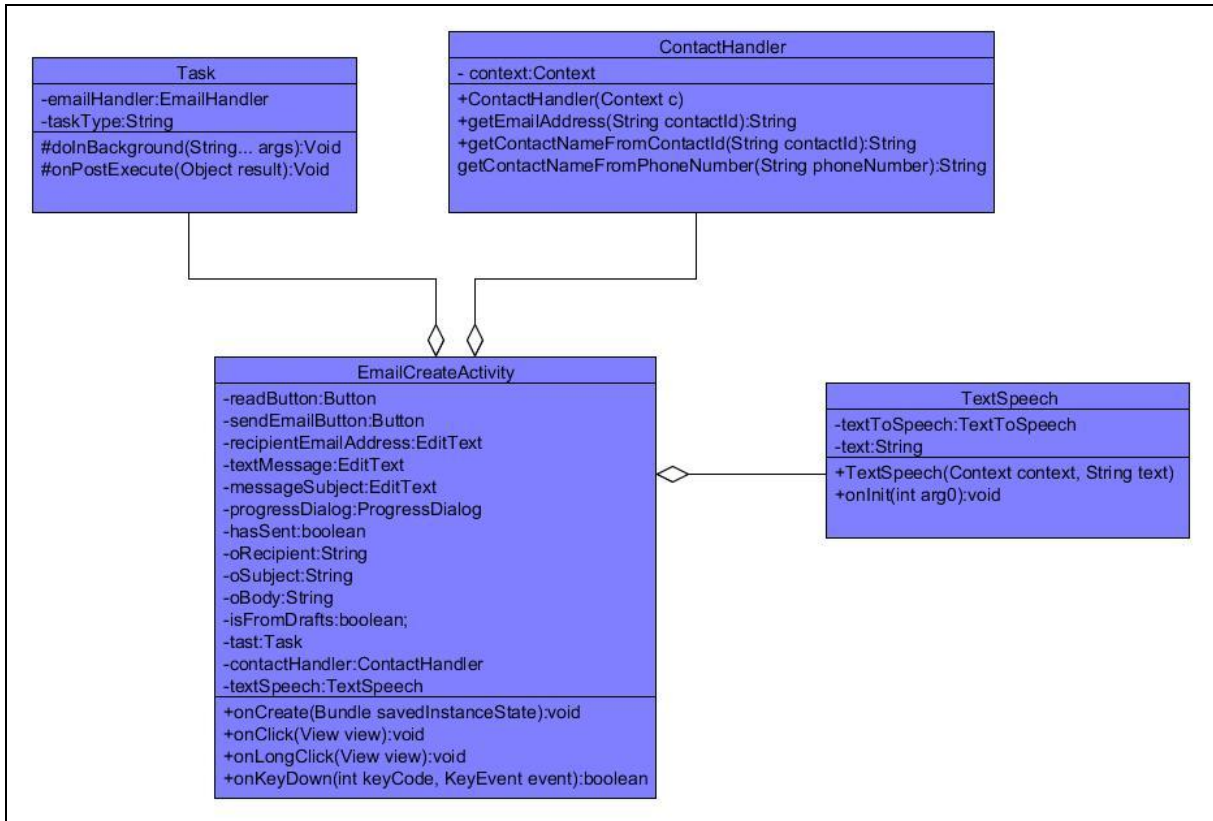 Task
-emailHandler:EmailHandler
-taskType:String
#doInBackground(String... args):Void
#onPostExecute(Object result):Void
ContactHandler
- context:Context
+ContactHandler(Context c)
+getEmailAddress(String contactId):String
+getContactNameFromContactId(String contactId):String
getContactNameFromPhoneNumber(String phoneNumber):String
EmailCreateActivity
-readButton:Button
-sendEmailButton:Button
-recipientEmailAddress:EditText
-textMessage:EditText
-messageSubject:EditText
-progressDialog:ProgressDialog
-hasSent:boolean
-oRecipient:String
-oSubject:String
-oBody:String
-isFromDrafts:boolean;
-tast:Task
-contactHandler:ContactHandler
-textSpeech:TextSpeech
+onCreate(Bundle savedInstanceState):void
+onClick(View view):void
+onLongClick(View view):void
+onKeyDown(int keyCode, KeyEvent event):boolean
TextSpeech
-textToSpeech:TextToSpeech
-text:String
+TextSpeech(Context context, String text)
+onInit(int arg0):void